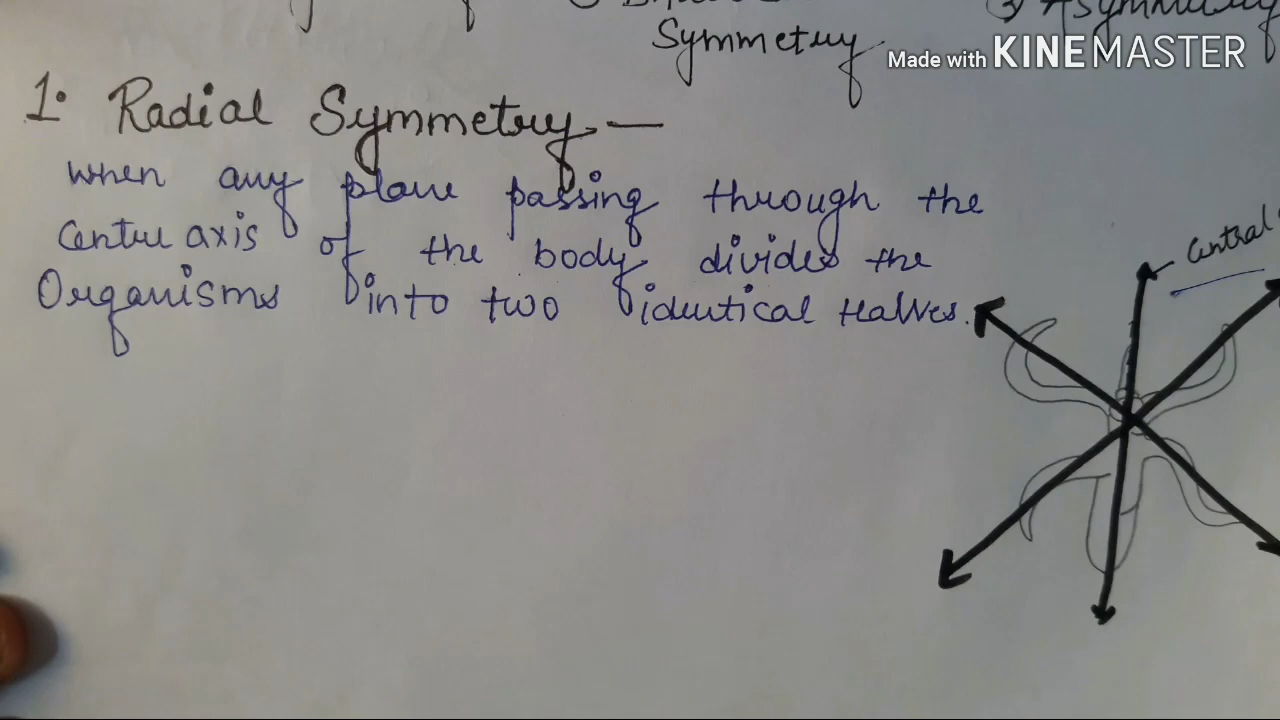 Symmetry
Made with KINEMASTER
1. Radial Symmetry —
when any plane passing through the
Centre axis of the body divides the
Organisms into two identical Halves.
Central